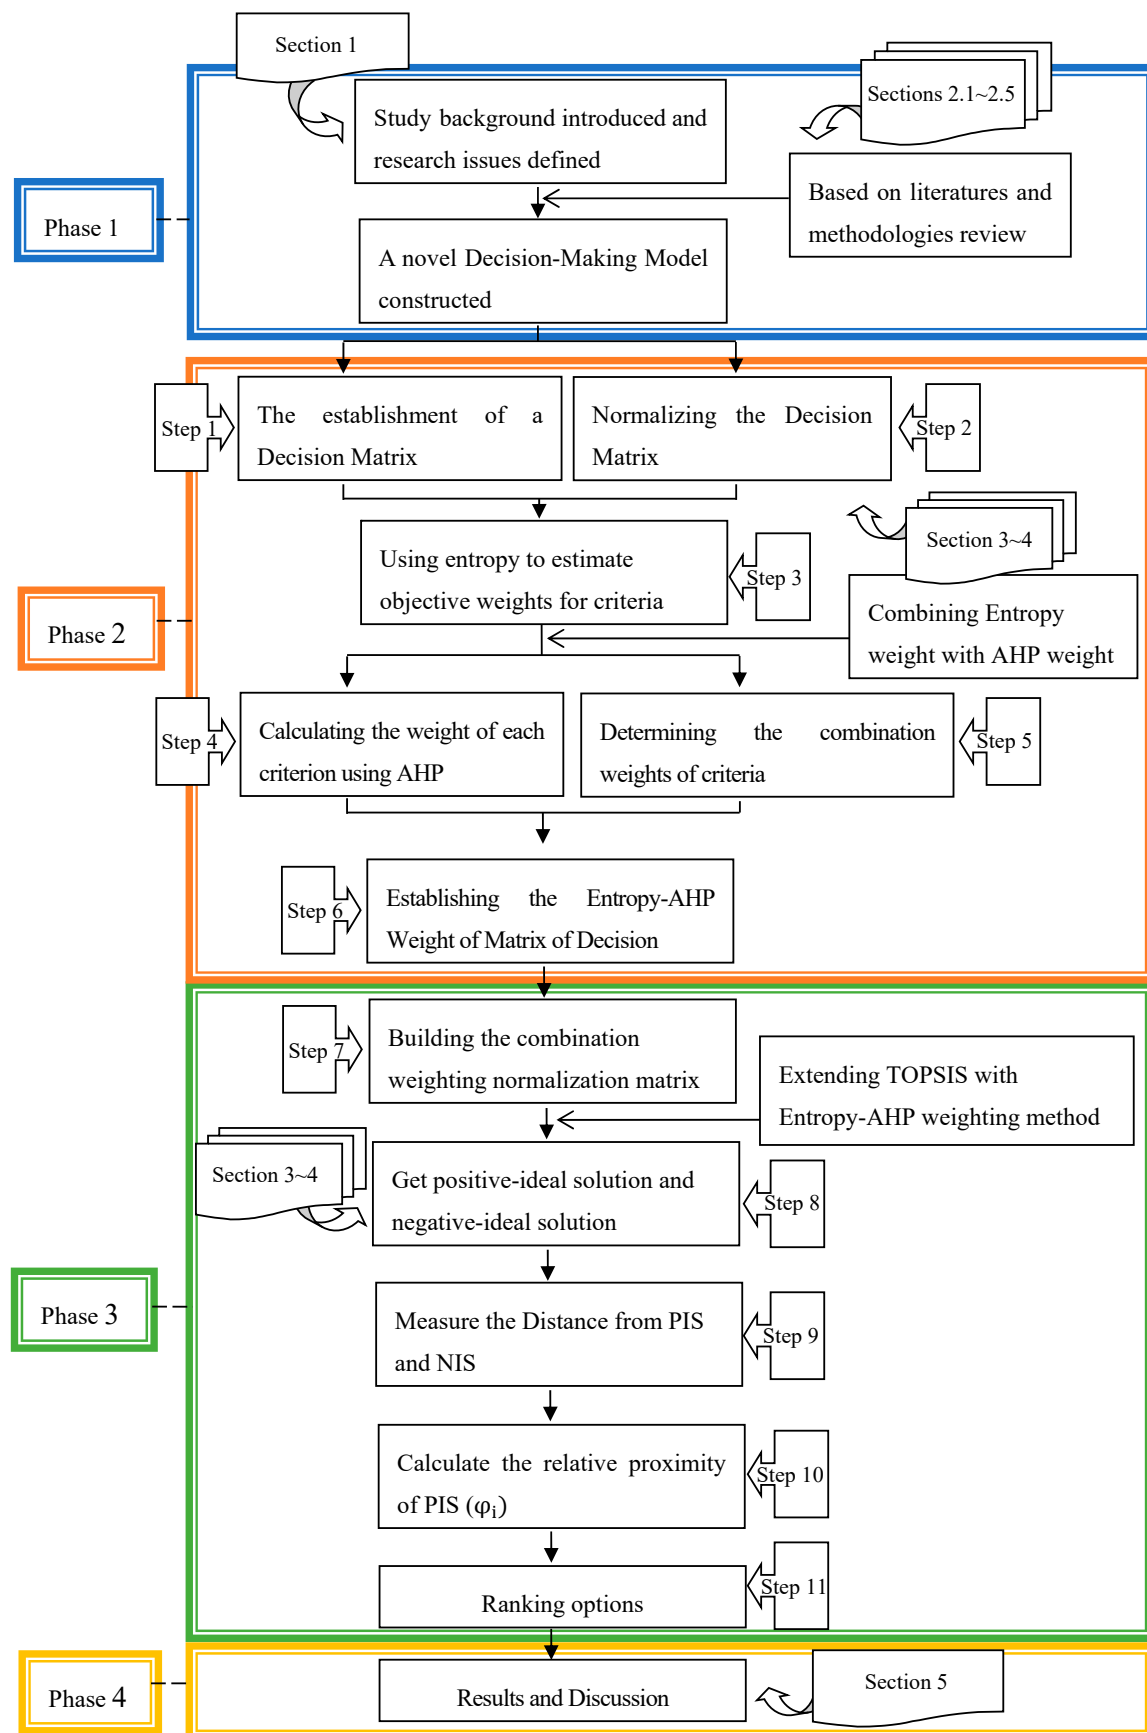 Section 1
Sections 2.1~2.5
Study background introduced and
research issues defined
Based on literatures and
methodologies review
Phase 1
A novel Decision-Making Model
constructed
Step 1
The establishment of a
Decision Matrix
Normalizing the Decision
Matrix
Step 2
Section 3~4
Using entropy to estimate
objective weights for criteria
Step 3
Combining Entropy
weight with AHP weight
Phase 2
Step 4
Calculating the weight of each
criterion using AHP
Determining the combination
weights of criteria
Step 5
Step 6
Establishing the Entropy-AHP
Weight of Matrix of Decision
Step 7
Building the combination
weighting normalization matrix
Extending TOPSIS with
Entropy-AHP weighting method
Section 3~4
Get positive-ideal solution and
negative-ideal solution
Step 8
Phase 3
Measure the Distance from PIS
and NIS
Step 9
Calculate the relative proximity
of PIS (φᵢ)
Step 10
Ranking options
Step 11
Phase 4
Results and Discussion
Section 5